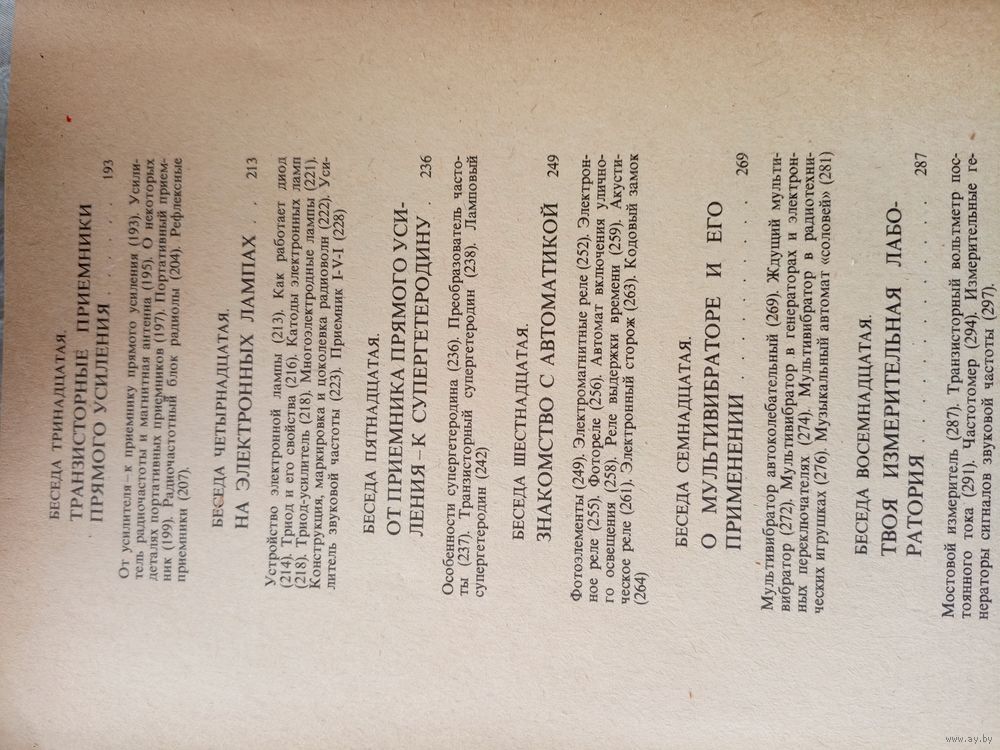 БЕСЕДА ТРИНАДЦАТАЯ.
ТРАНЗИСТОРНЫЕ ПРИЕМНИКИ
ПРЯМОГО УСИЛЕНИЯ . . . . . . . 193
От усилителя – к приемнику прямого усиления (193). Усили-
тель радиочастоты и магнитная антенна (195). О некоторых
деталях портативных приемников (197). Портативный прием-
ник (199). Радиочастотный блок радиолы (204). Рефлексные
приемники (207).
БЕСЕДА ЧЕТЫРНАДЦАТАЯ.
НА ЭЛЕКТРОННЫХ ЛАМПАХ . . . 213
Устройство электронной лампы (213). Как работает диод
(214). Триод и его свойства (216). Катоды электронных ламп
(218). Триод-усилитель (218). Многоэлектродные лампы (221).
Конструкция, маркировка и цоколевка радиоволн (222). Уси-
литель звуковой частоты (223). Приемник I-V-I (228)
БЕСЕДА ПЯТНАДЦАТАЯ.
ОТ ПРИЕМНИКА ПРЯМОГО УСИ-
ЛЕНИЯ – К СУПЕРГЕТЕРОДИНУ . 236
Особенности супергетеродина (236). Преобразователь часто-
ты (237). Транзисторный супергетеродин (238). Ламповый
супергетеродин (242)
БЕСЕДА ШЕСТНАДЦАТАЯ.
ЗНАКОМСТВО С АВТОМАТИКОЙ 249
Фотоэлементы (249). Электромагнитные реле (252). Электрон-
ное реле (255). Фотореле (256). Автомат включения улично-
го освещения (258). Реле выдержки времени (259). Акусти-
ческое реле (261). Электронный сторож (263). Кодовый замок
(264)
БЕСЕДА СЕМНАДЦАТАЯ.
О МУЛЬТИВИБРАТОРЕ И ЕГО
ПРИМЕНЕНИИ . . . . . . . . . . 269
Мультивибратор автоколебательный (269). Ждущий мульти-
вибратор (272). Мультивибратор в генераторах и электрон-
ных переключателях (274). Мультивибратор в радиотехни-
ческих игрушках (276). Музыкальный автомат «соловей» (281)
БЕСЕДА ВОСЕМНАДЦАТАЯ.
ТВОЯ ИЗМЕРИТЕЛЬНАЯ ЛАБО-
РАТОРИЯ . . . . . . . . . . . . 287
Мостовой измеритель (287). Транзисторный вольтметр пос-
тоянного тока (291). Частотомер (294). Измерительные ге-
нераторы сигналов звуковой частоты (297).
www.ay.by